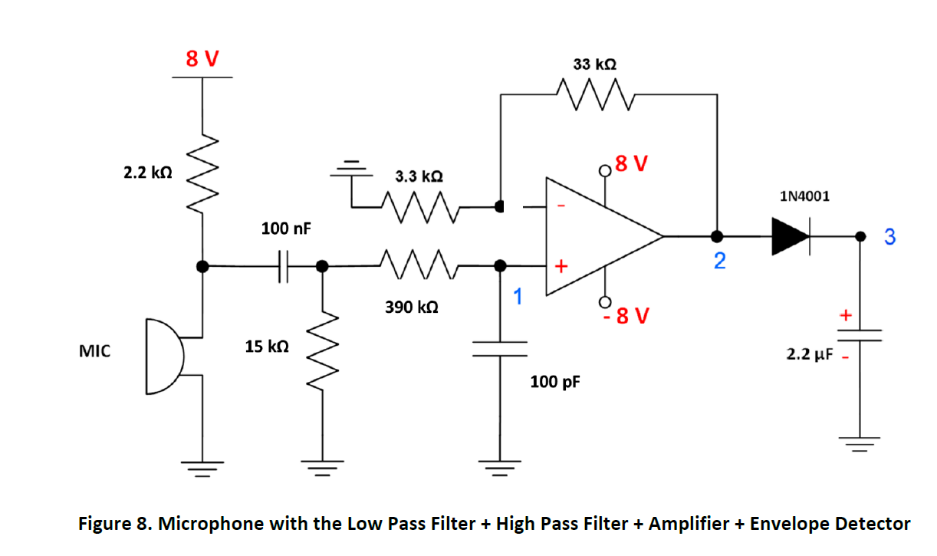 8 V
33 kΩ
2.2 kΩ
3.3 kΩ
8 V
1N4001
100 nF
-
+
390 kΩ
1
2
3
- 8 V
MIC
15 kΩ
+
2.2 µF -
100 pF
Figure 8. Microphone with the Low Pass Filter + High Pass Filter + Amplifier + Envelope Detector